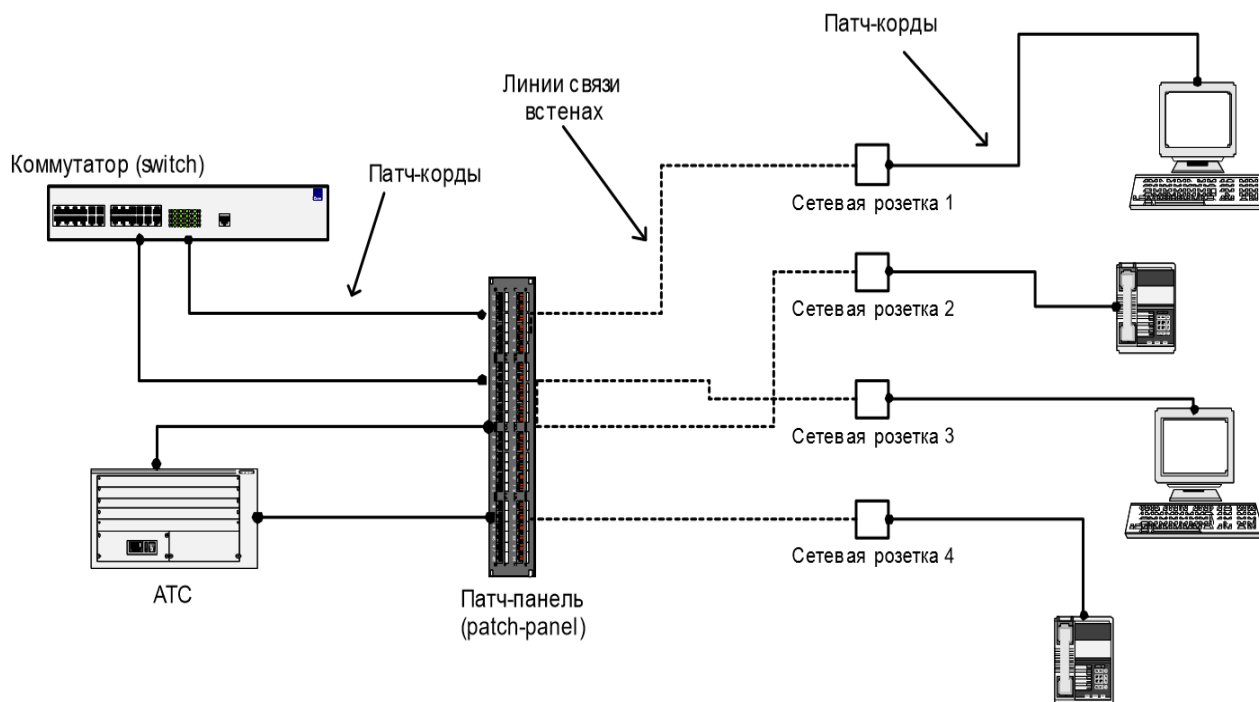 Патч-корды
Линии связи
встенах
Коммутатор (switch)
Патч-корды
Сетевая розетка 1
Сетевая розетка 2
Сетевая розетка 3
Сетевая розетка 4
АТС
Патч-панель
(patch-panel)